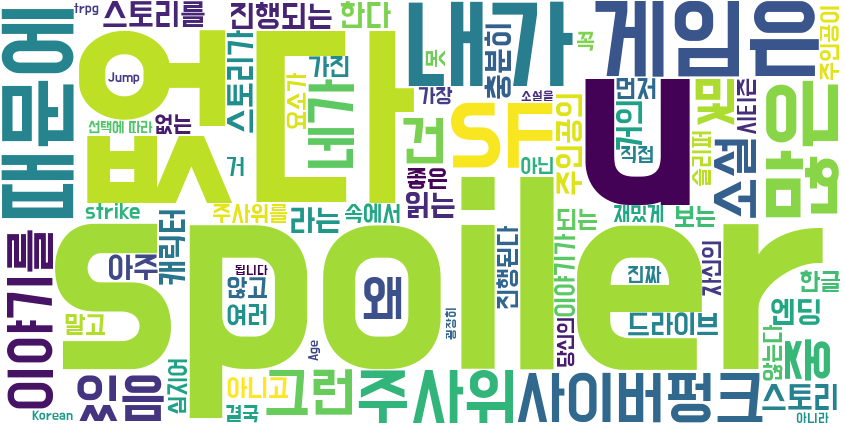 trpg
스토리를
진행되는
한다
내가
게임은
주인공이
때문에
없다
Jump
선택에 따라
없는
스토리가
요소가
가진
네가
못
충분히
꼭
가장
소설을
건
SF
아닌
주인공의
거의
먼저
직접
u
및
슬리퍼
시티즌
그럼
strike
거
좋은
읽는
주사위를
라는
속에서
되는
재밌게
보는
소설
spoiler
이야기를
아주
캐릭터
됩니다
않고
여러
왜
진행된다
이야기가
진짜
자신의
한글
말고
Age
굉장히
당신의
드라이브
엔딩
않는다
있음
심지어
아니고
결국
그런
주사위
사이버펑크
줄
스토리
아니라
Korean